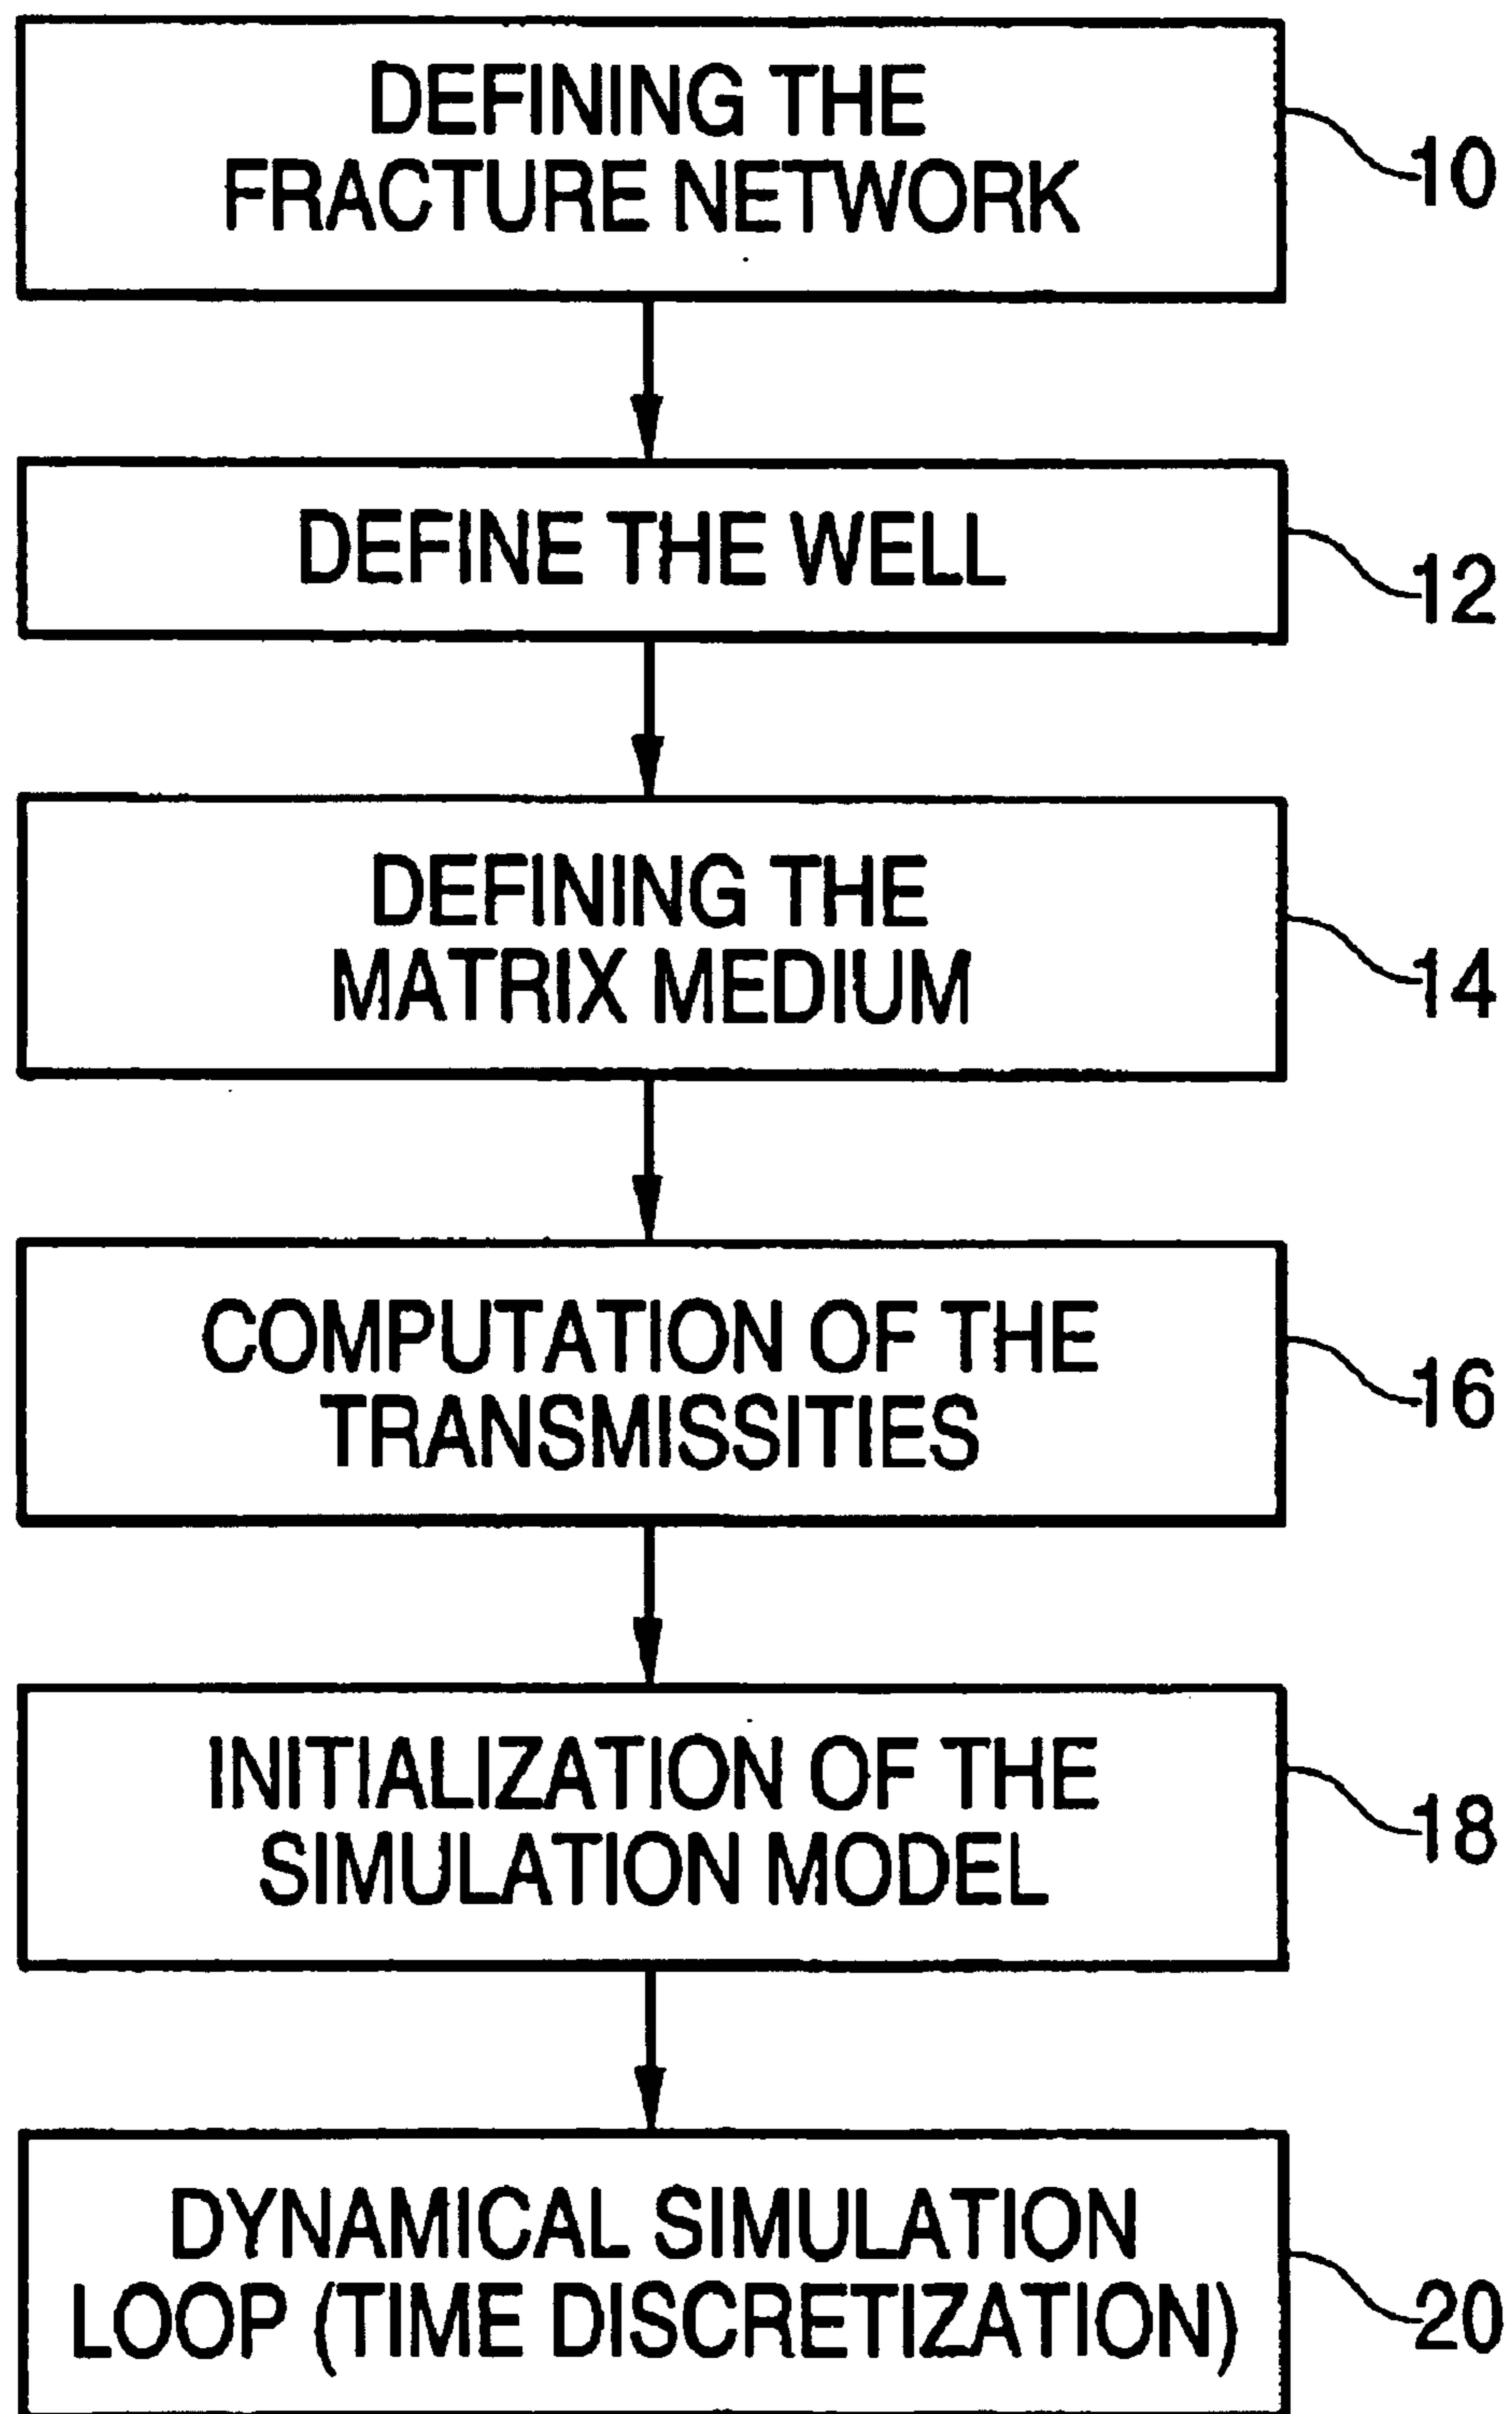 DEFINING THE
FRACTURE NETWORK
10
DEFINE THE WELL
12
DEFINING THE
MATRIX MEDIUM
14
COMPUTATION OF THE
TRANSMISSITIES
16
INITIALIZATION OF THE
SIMULATION MODEL
18
DYNAMICAL SIMULATION
LOOP (TIME DISCRETIZATION)
20